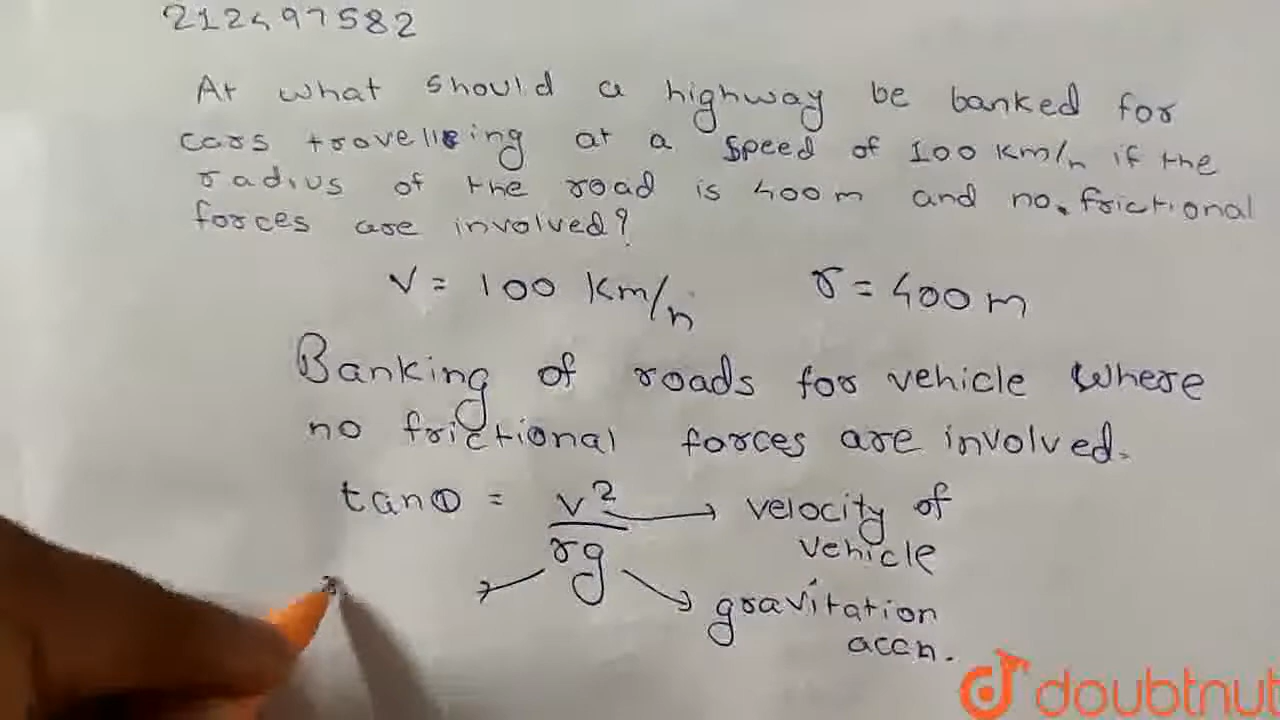 212497582
At what should a highway be banked for
cars travelling at a speed of 100 km/h if the
radius of the road is 400m and no. frictional
forces are involved?
v = 100 km/h r = 400 m
Banking of roads for vehicle where
no frictional forces are involved.
tanθ = v²/rg → velocity of
vehicle
gravitation
accn.
doubtnut